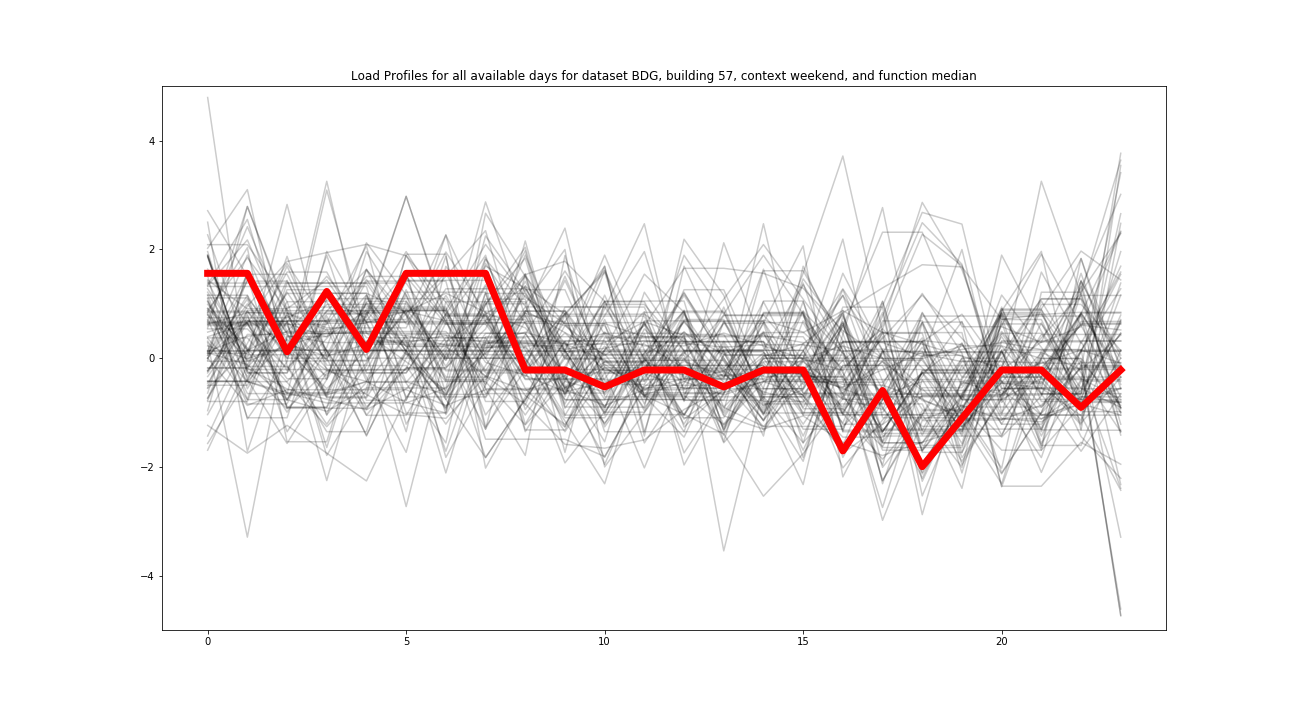 Load Profiles for all available days for dataset BDG, building 57, context weekend, and function median
4
2
0
−2
−4
0 5 10 15 20